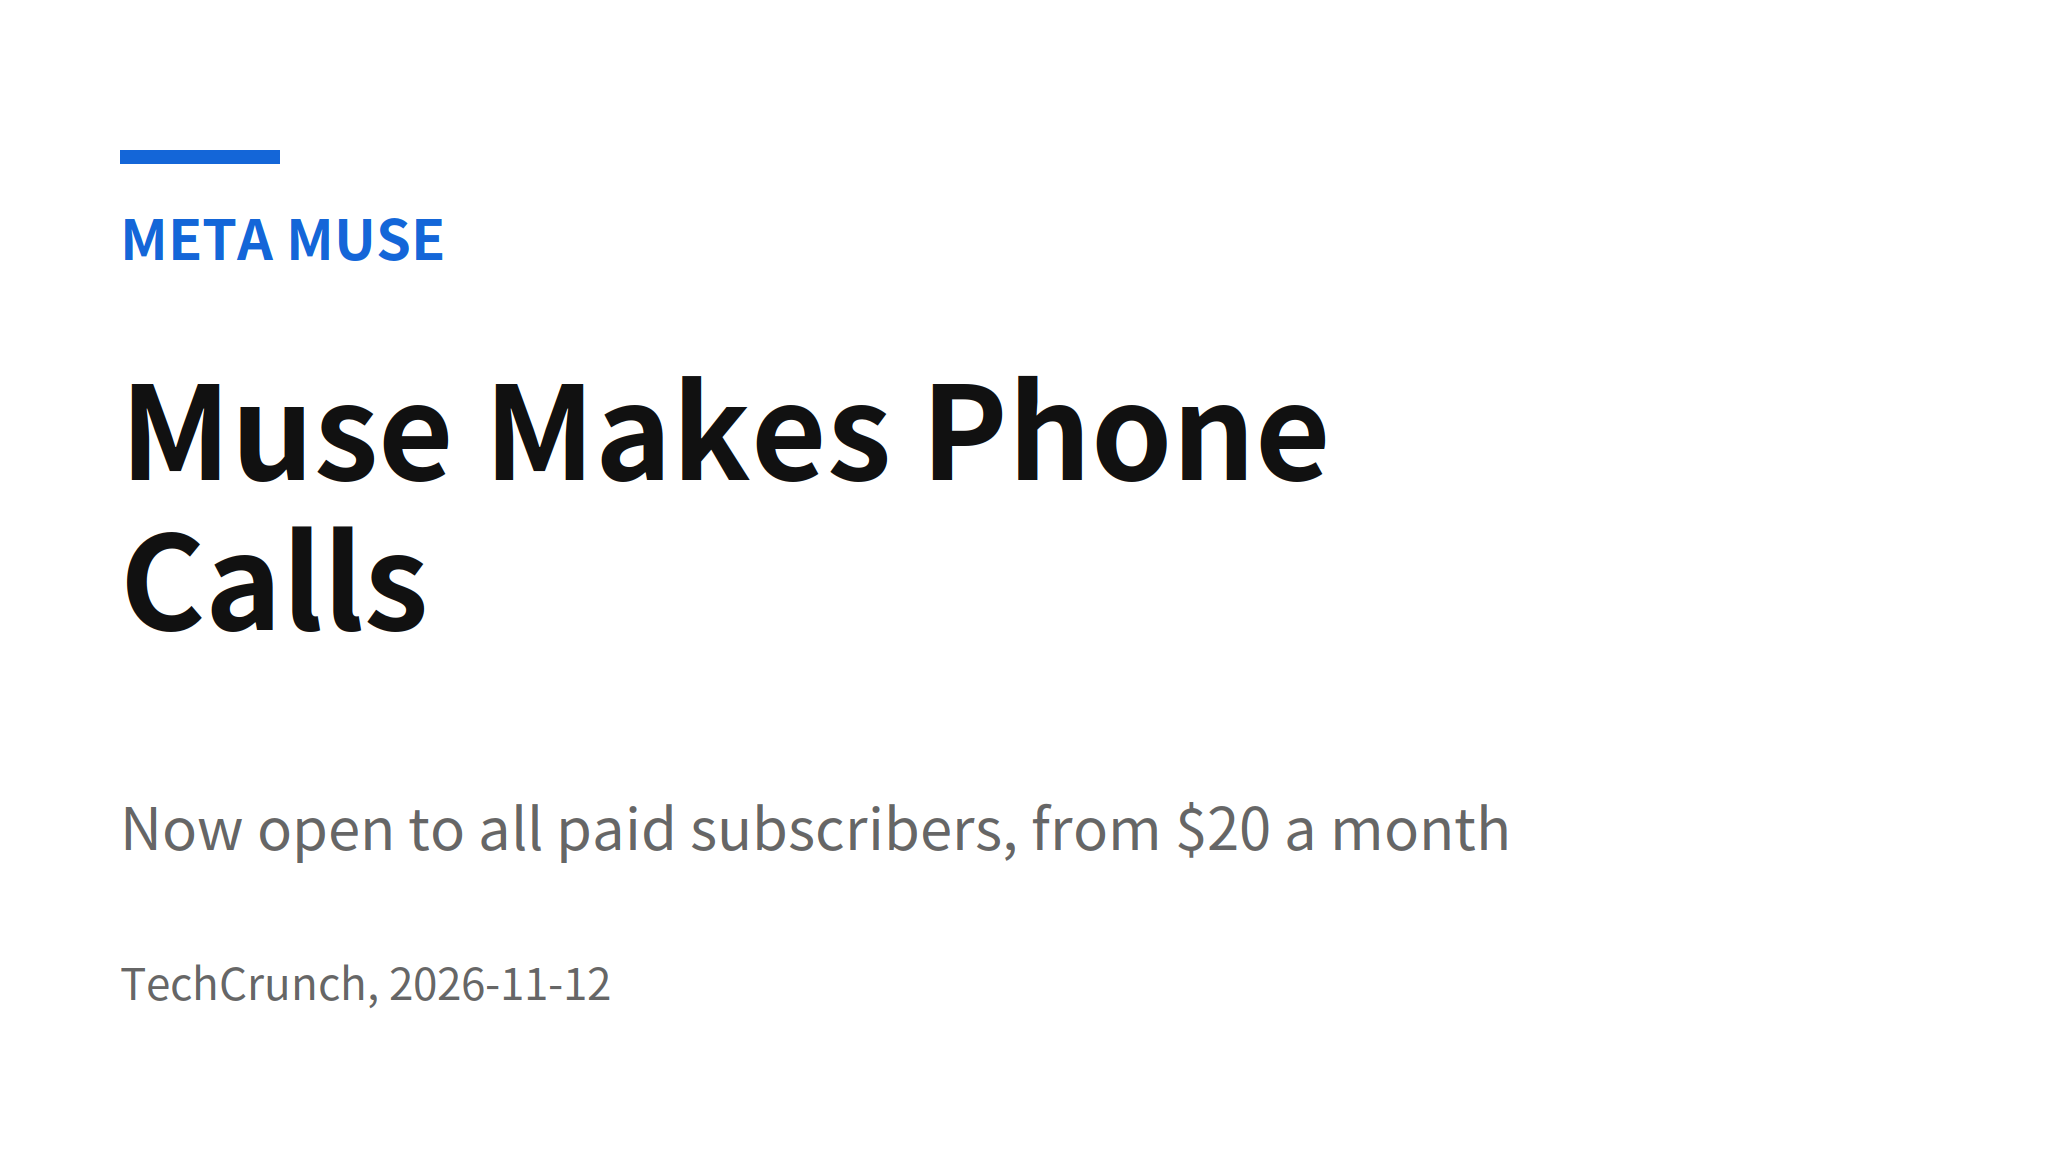 META MUSE
Muse Makes Phone
Calls
Now open to all paid subscribers, from $20 a month
TechCrunch, 2026-11-12